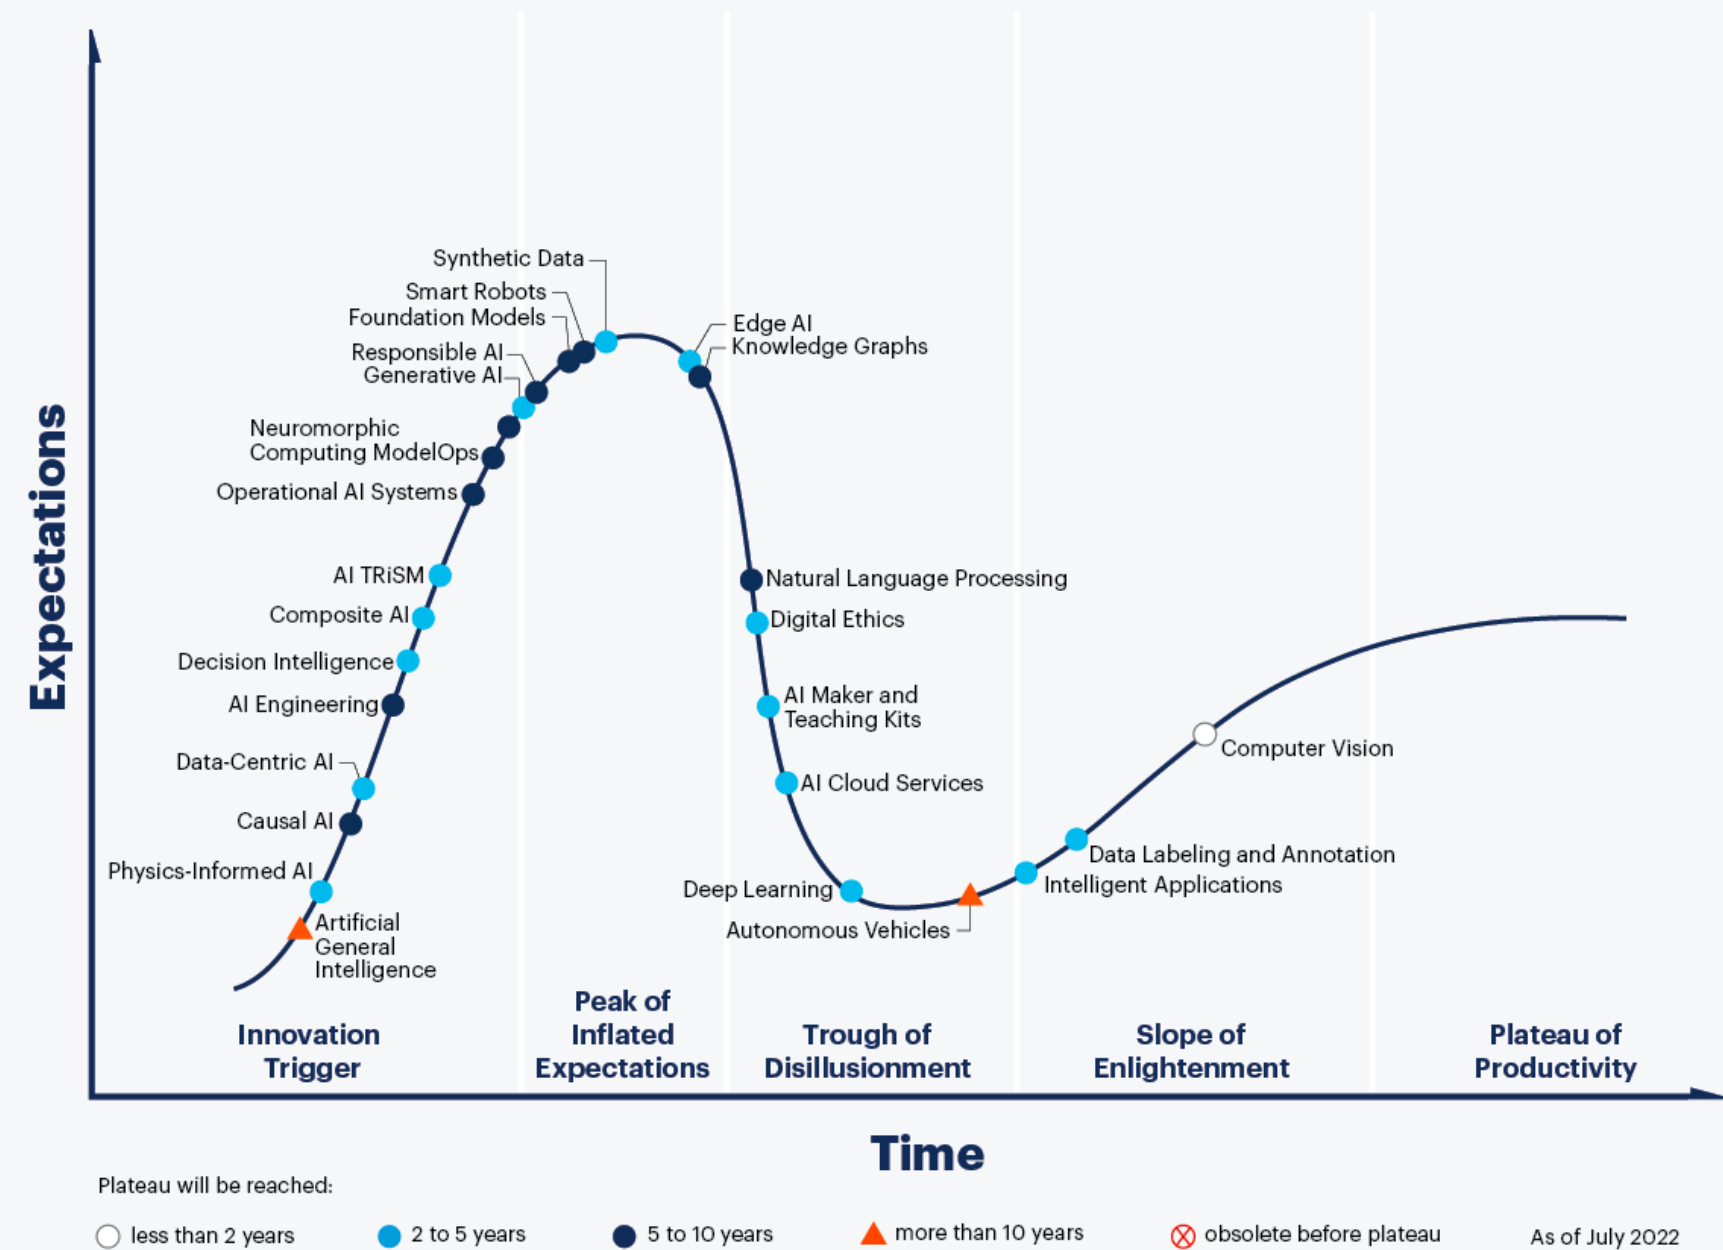 Expectations
Synthetic Data
Smart Robots
Foundation Models
Responsible AI
Generative AI
Neuromorphic
Computing ModelOps
Operational AI Systems
AI TRiSM
Composite AI
Decision Intelligence
AI Engineering
Data-Centric AI
Causal AI
Physics-Informed AI
Artificial
General
Intelligence
Edge AI
Knowledge Graphs
Natural Language Processing
Digital Ethics
AI Maker and
Teaching Kits
AI Cloud Services
Deep Learning
Autonomous Vehicles
Computer Vision
Data Labeling and Annotation
Intelligent Applications
Innovation
Trigger
Peak of
Inflated
Expectations
Trough of
Disillusionment
Slope of
Enlightenment
Plateau of
Productivity
Time
Plateau will be reached:
less than 2 years
2 to 5 years
5 to 10 years
more than 10 years
obsolete before plateau
As of July 2022